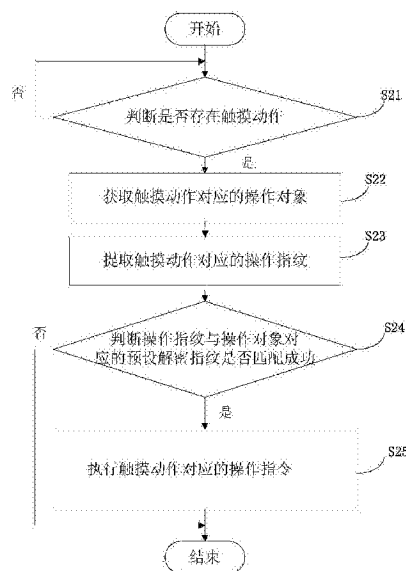 开始
否
判断是否存在触摸动作
S21
是
获取触摸动作对应的操作对象
S22
提取触摸动作对应的操作指纹
S23
否
判断操作指纹与操作对象对
应的预设解密指纹是否匹配成功
S24
是
执行触摸动作对应的操作指令
S25
结束